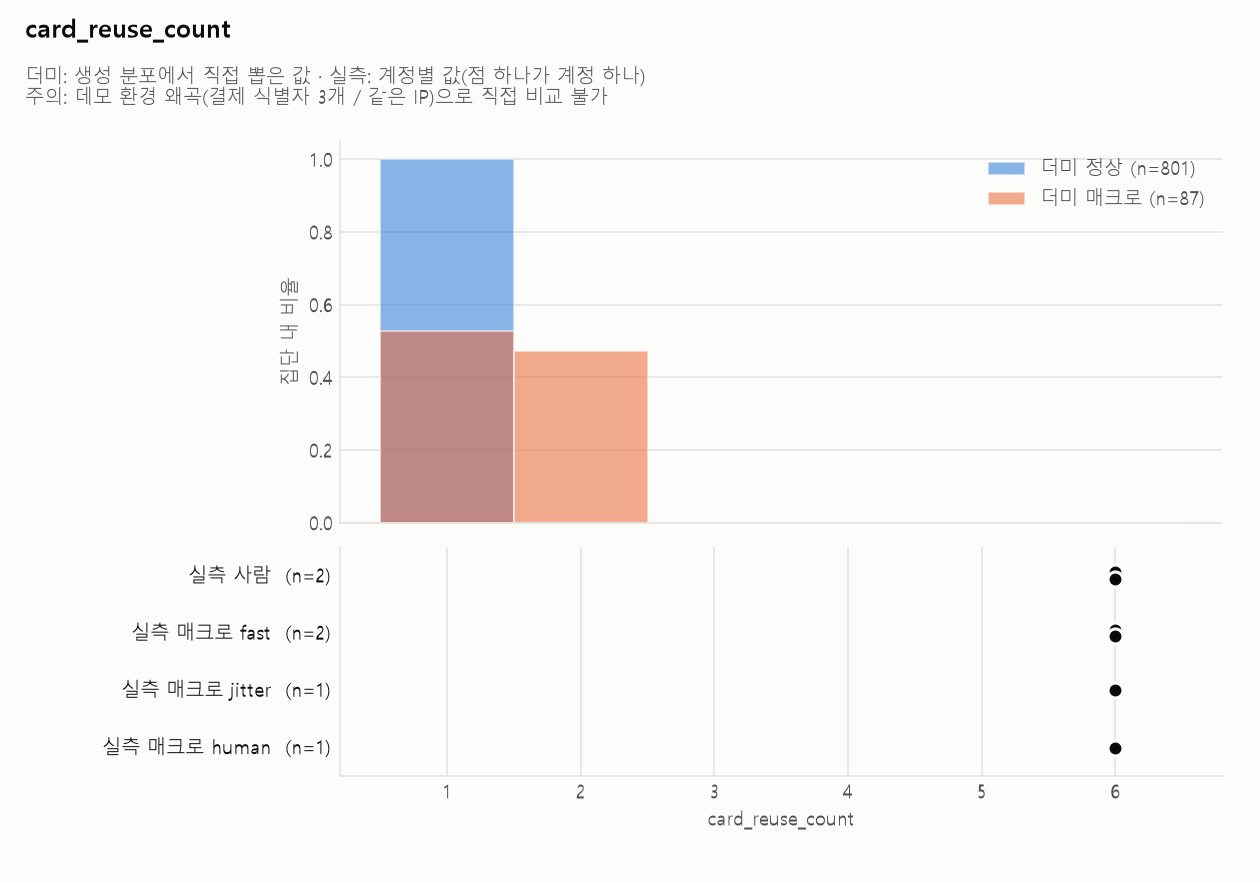 card_reuse_count
더미: 생성 분포에서 직접 뽑은 값 · 실측: 계정별 값(점 하나가 계정 하나)
주의: 데모 환경 왜곡(결제 식별자 3개 / 같은 IP)으로 직접 비교 불가
더미 정상 (n=801)
더미 매크로 (n=87)
집단 내 비율
1.0
0.8
0.6
0.4
0.2
0.0
실측 사람 (n=2)
실측 매크로 fast (n=2)
실측 매크로 jitter (n=1)
실측 매크로 human (n=1)
1 2 3 4 5 6
card_reuse_count